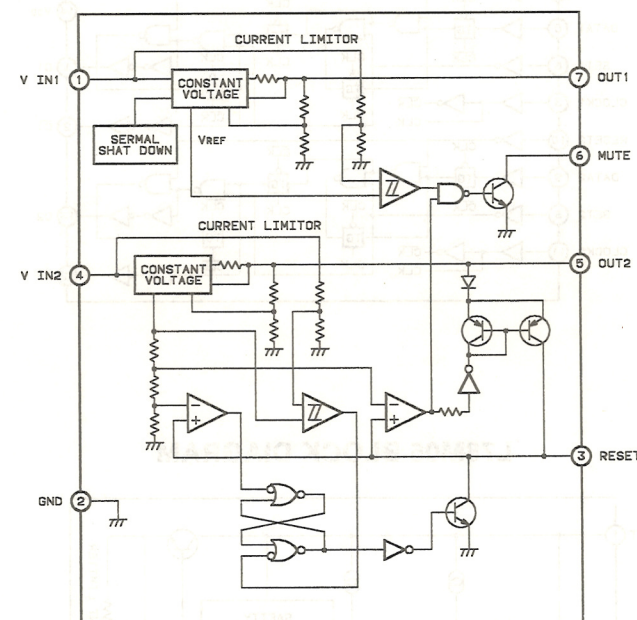 CURRENT LIMITOR
V IN1 1
CONSTANT
VOLTAGE
7 OUT1
SERMAL
SHAT DOWN
VREF
6 MUTE
CURRENT LIMITOR
V IN2 4
CONSTANT
VOLTAGE
5 OUT2
−
+
−
+
3 RESET
GND 2